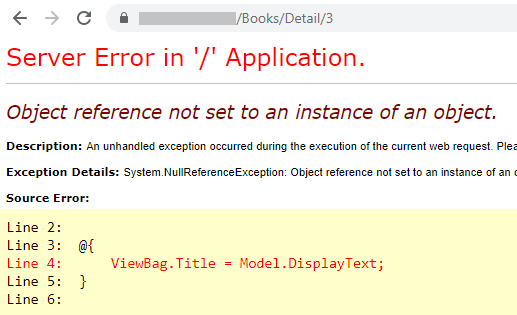 /Books/Detail/3
Server Error in '/' Application.
Object reference not set to an instance of an object.
Description: An unhandled exception occurred during the execution of the current web request.
Exception Details: System.NullReferenceException: Object reference not set to an instance of an
Source Error:
Line 2:
Line 3: @{
Line 4: ViewBag.Title = Model.DisplayText;
Line 5: }
Line 6: